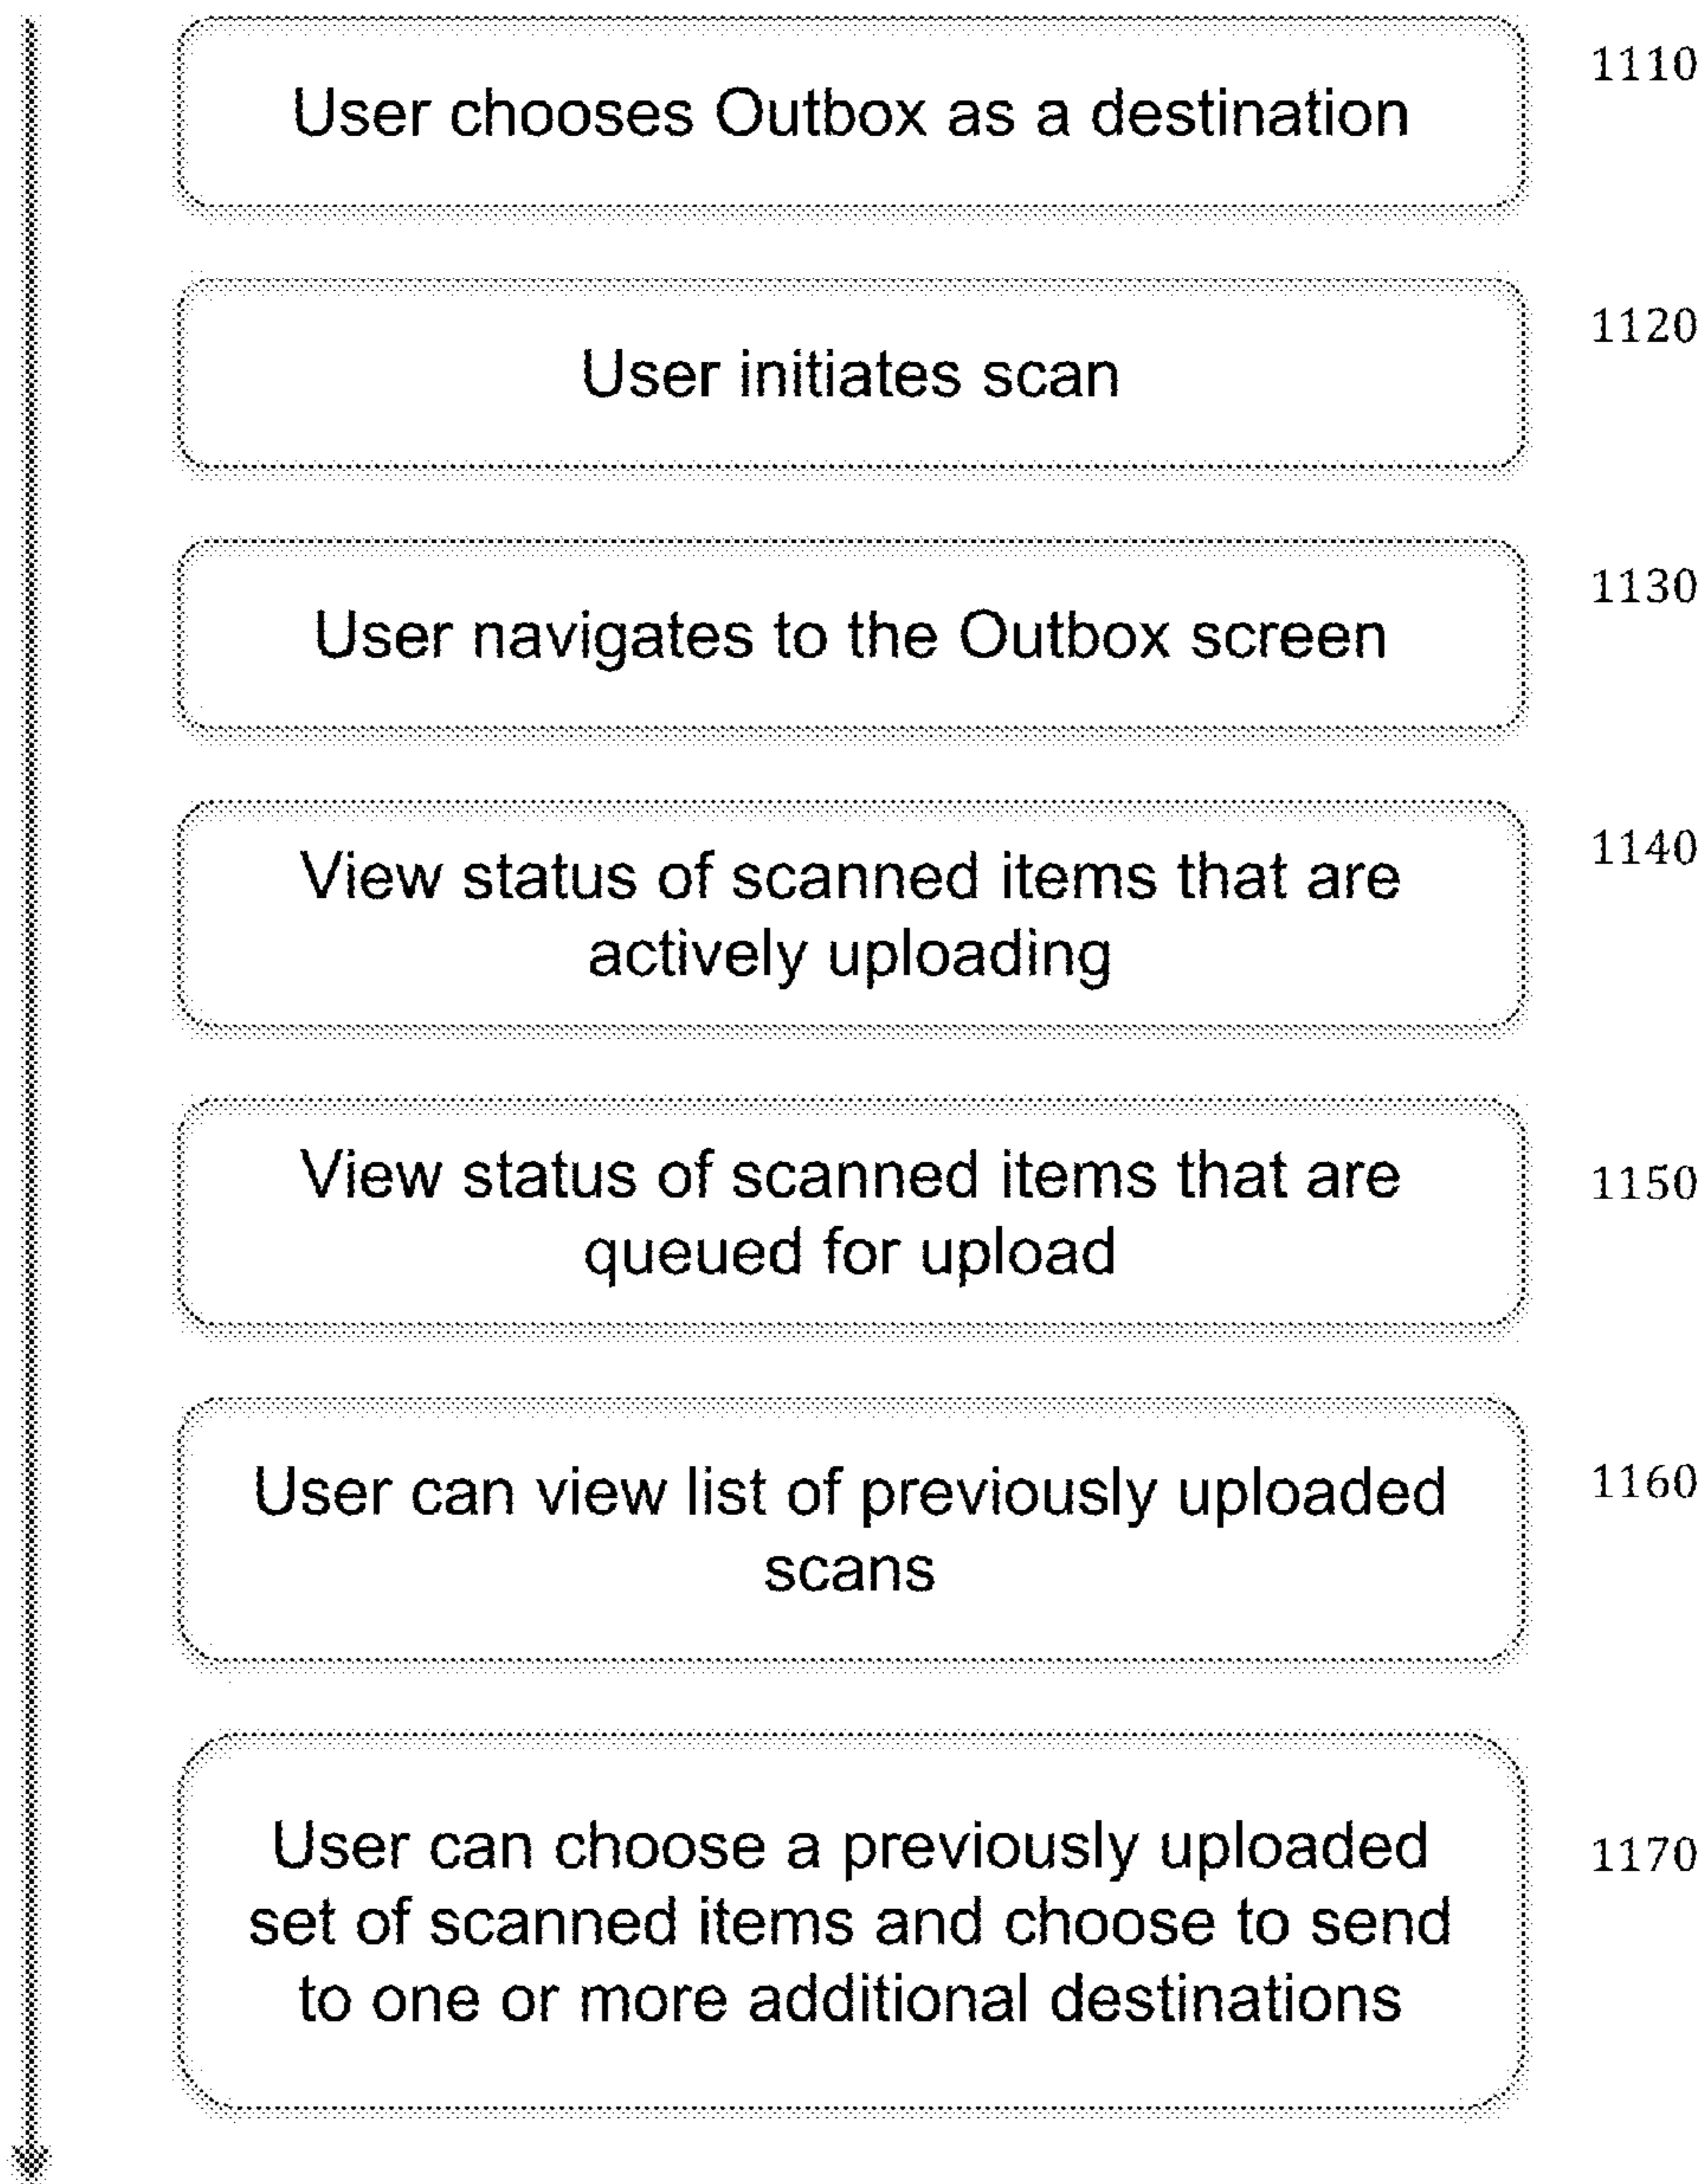 User chooses Outbox as a destination
1110
User initiates scan
1120
User navigates to the Outbox screen
1130
View status of scanned items that are
actively uploading
1140
View status of scanned items that are
queued for upload
1150
User can view list of previously uploaded
scans
1160
User can choose a previously uploaded
set of scanned items and choose to send
to one or more additional destinations
1170